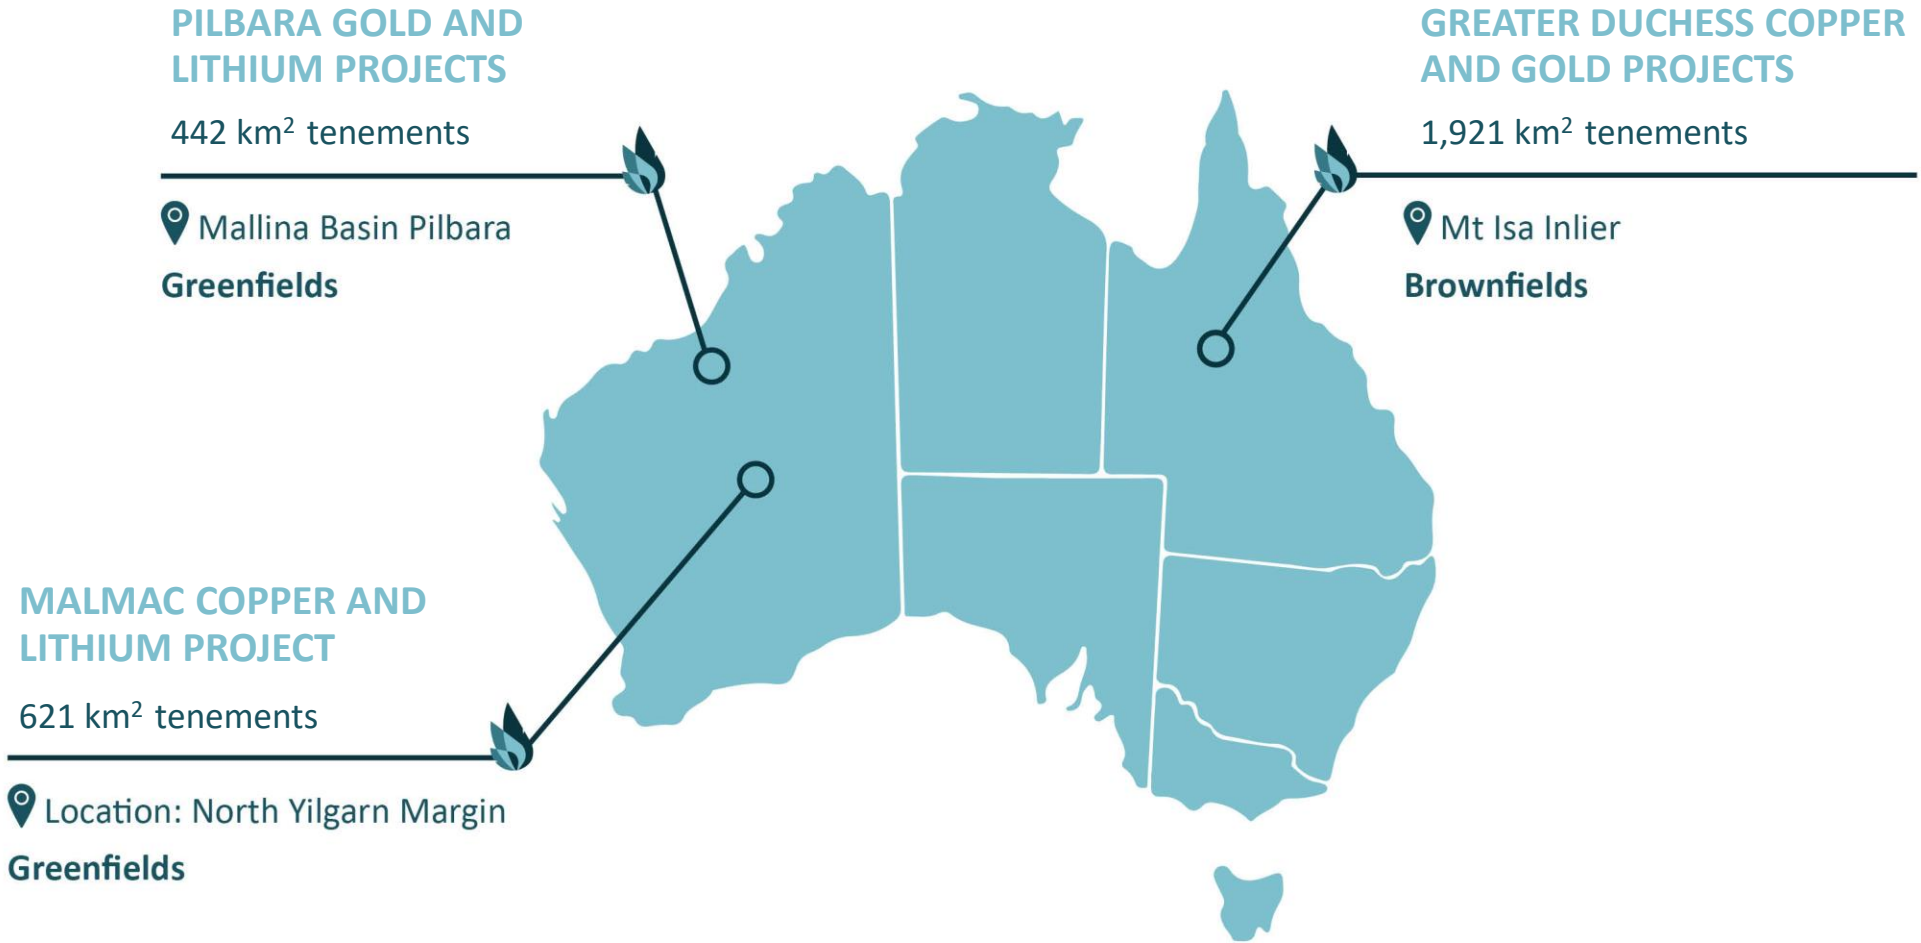 PILBARA GOLD AND
LITHIUM PROJECTS
442 km² tenements
Mallina Basin Pilbara
Greenfields
GREATER DUCHESS COPPER
AND GOLD PROJECTS
1,921 km² tenements
Mt Isa Inlier
Brownfields
MALMAC COPPER AND
LITHIUM PROJECT
621 km² tenements
Location: North Yilgarn Margin
Greenfields